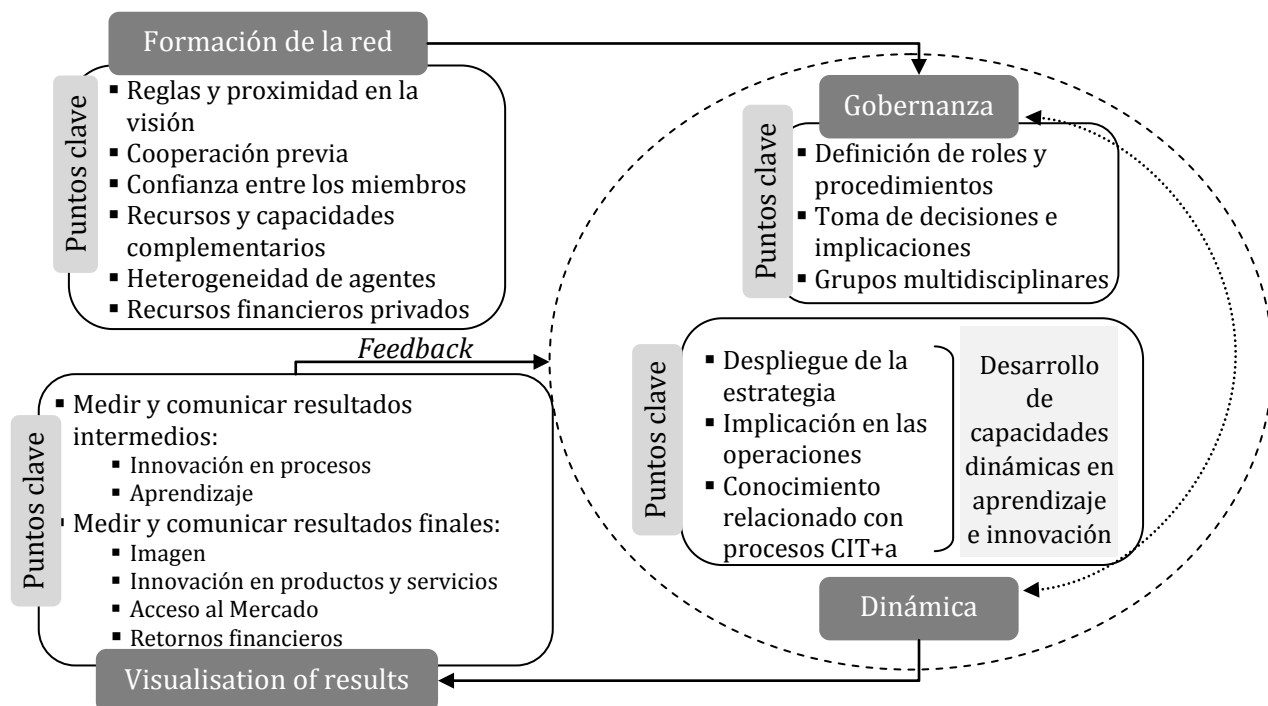 Formación de la red
Puntos clave
▪ Reglas y proximidad en la
visión
▪ Cooperación previa
▪ Confianza entre los miembros
▪ Recursos y capacidades
complementarios
▪ Heterogeneidad de agentes
▪ Recursos financieros privados
Gobernanza
Puntos clave
▪ Definición de roles y
procedimientos
▪ Toma de decisiones e
implicaciones
▪ Grupos multidisciplinares
Feedback
Puntos clave
▪ Despliegue de la
estrategia
▪ Implicación en las
operaciones
▪ Conocimiento
relacionado con
procesos CIT+a
Desarrollo
de
capacidades
dinámicas en
aprendizaje
e innovación
Dinámica
Puntos clave
▪ Medir y comunicar resultados
intermedios:
▪ Innovación en procesos
▪ Aprendizaje
▪ Medir y comunicar resultados finales:
▪ Imagen
▪ Innovación en productos y servicios
▪ Acceso al Mercado
▪ Retornos financieros
Visualisation of results